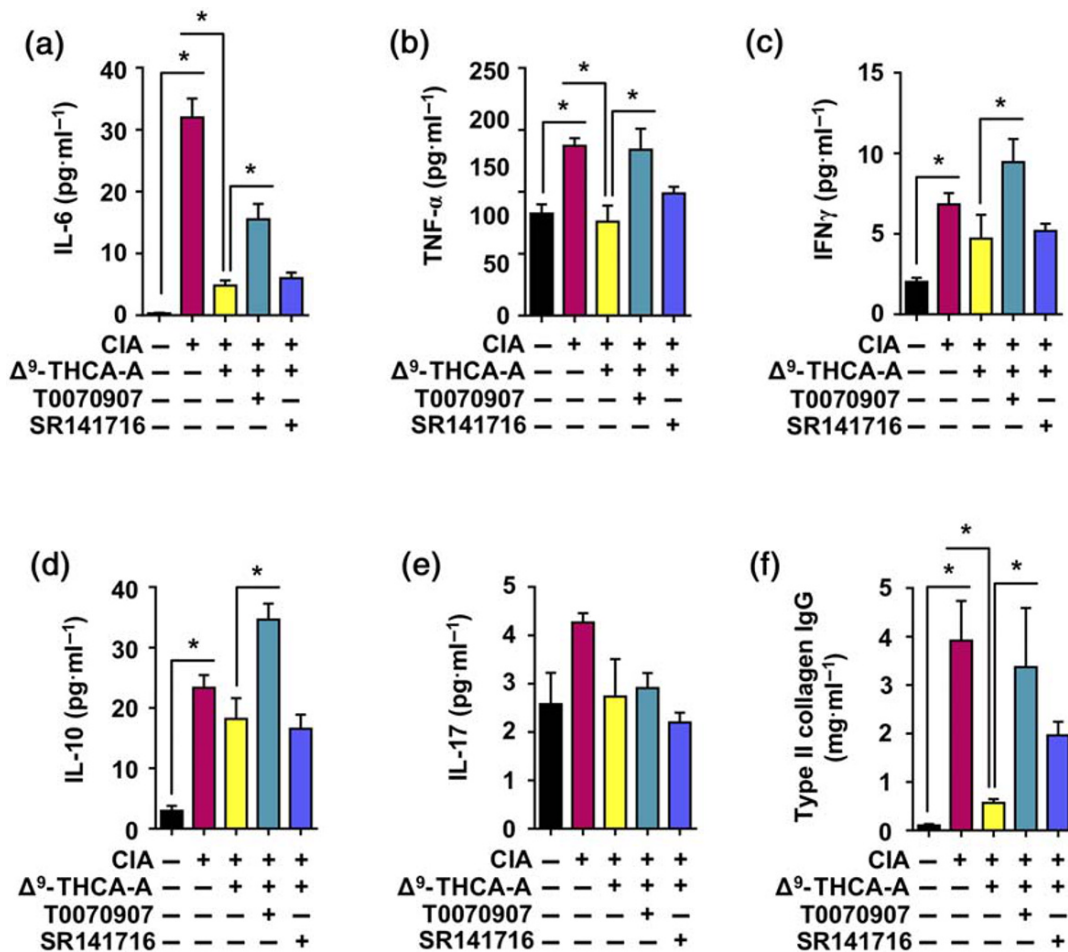 (a)
IL-6 (pg·ml⁻¹)
40
30
20
10
0
*
*
*
CIA − + + + +
Δ⁹-THCA-A − − + + +
T0070907 − − − + −
SR141716 − − − − +
(b)
TNF-α (pg·ml⁻¹)
250
200
150
100
50
0
*
*
*
CIA − + + + +
Δ⁹-THCA-A − − + + +
T0070907 − − − + −
SR141716 − − − − +
(c)
IFNγ (pg·ml⁻¹)
15
10
5
0
*
*
CIA − + + + +
Δ⁹-THCA-A − − + + +
T0070907 − − − + −
SR141716 − − − − +
(d)
IL-10 (pg·ml⁻¹)
40
30
20
10
0
*
*
CIA − + + + +
Δ⁹-THCA-A − − + + +
T0070907 − − − + −
SR141716 − − − − +
(e)
IL-17 (pg·ml⁻¹)
5
4
3
2
1
0
CIA − + + + +
Δ⁹-THCA-A − − + + +
T0070907 − − − + −
SR141716 − − − − +
(f)
Type II collagen IgG
(mg·ml⁻¹)
5
4
3
2
1
0
*
*
*
CIA − + + + +
Δ⁹-THCA-A − − + + +
T0070907 − − − + −
SR141716 − − − − +